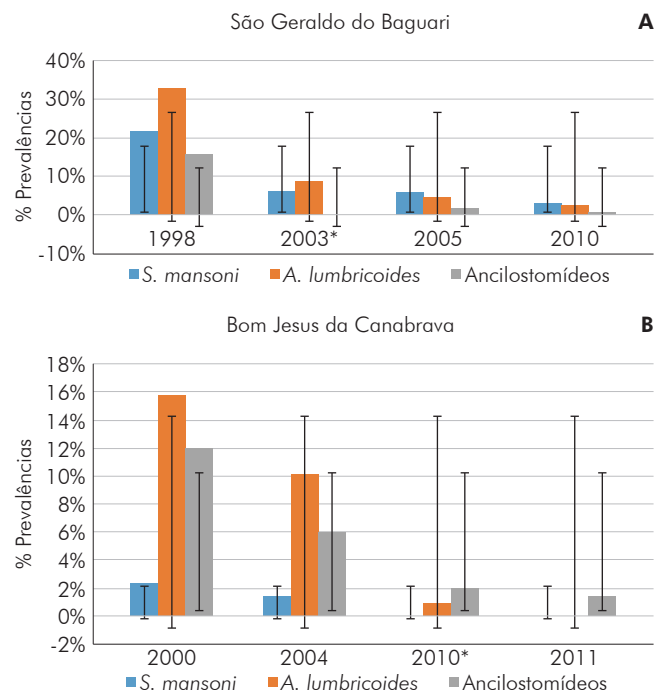 São Geraldo do Baguari A
% Prevalências
40%
30%
20%
10%
0%
-10%
1998 2003* 2005 2010
S. mansoni A. lumbricoides Ancilostomídeos
Bom Jesus da Canabrava B
% Prevalências
18%
16%
14%
12%
10%
8%
6%
4%
2%
0%
-2%
2000 2004 2010* 2011
S. mansoni A. lumbricoides Ancilostomídeos